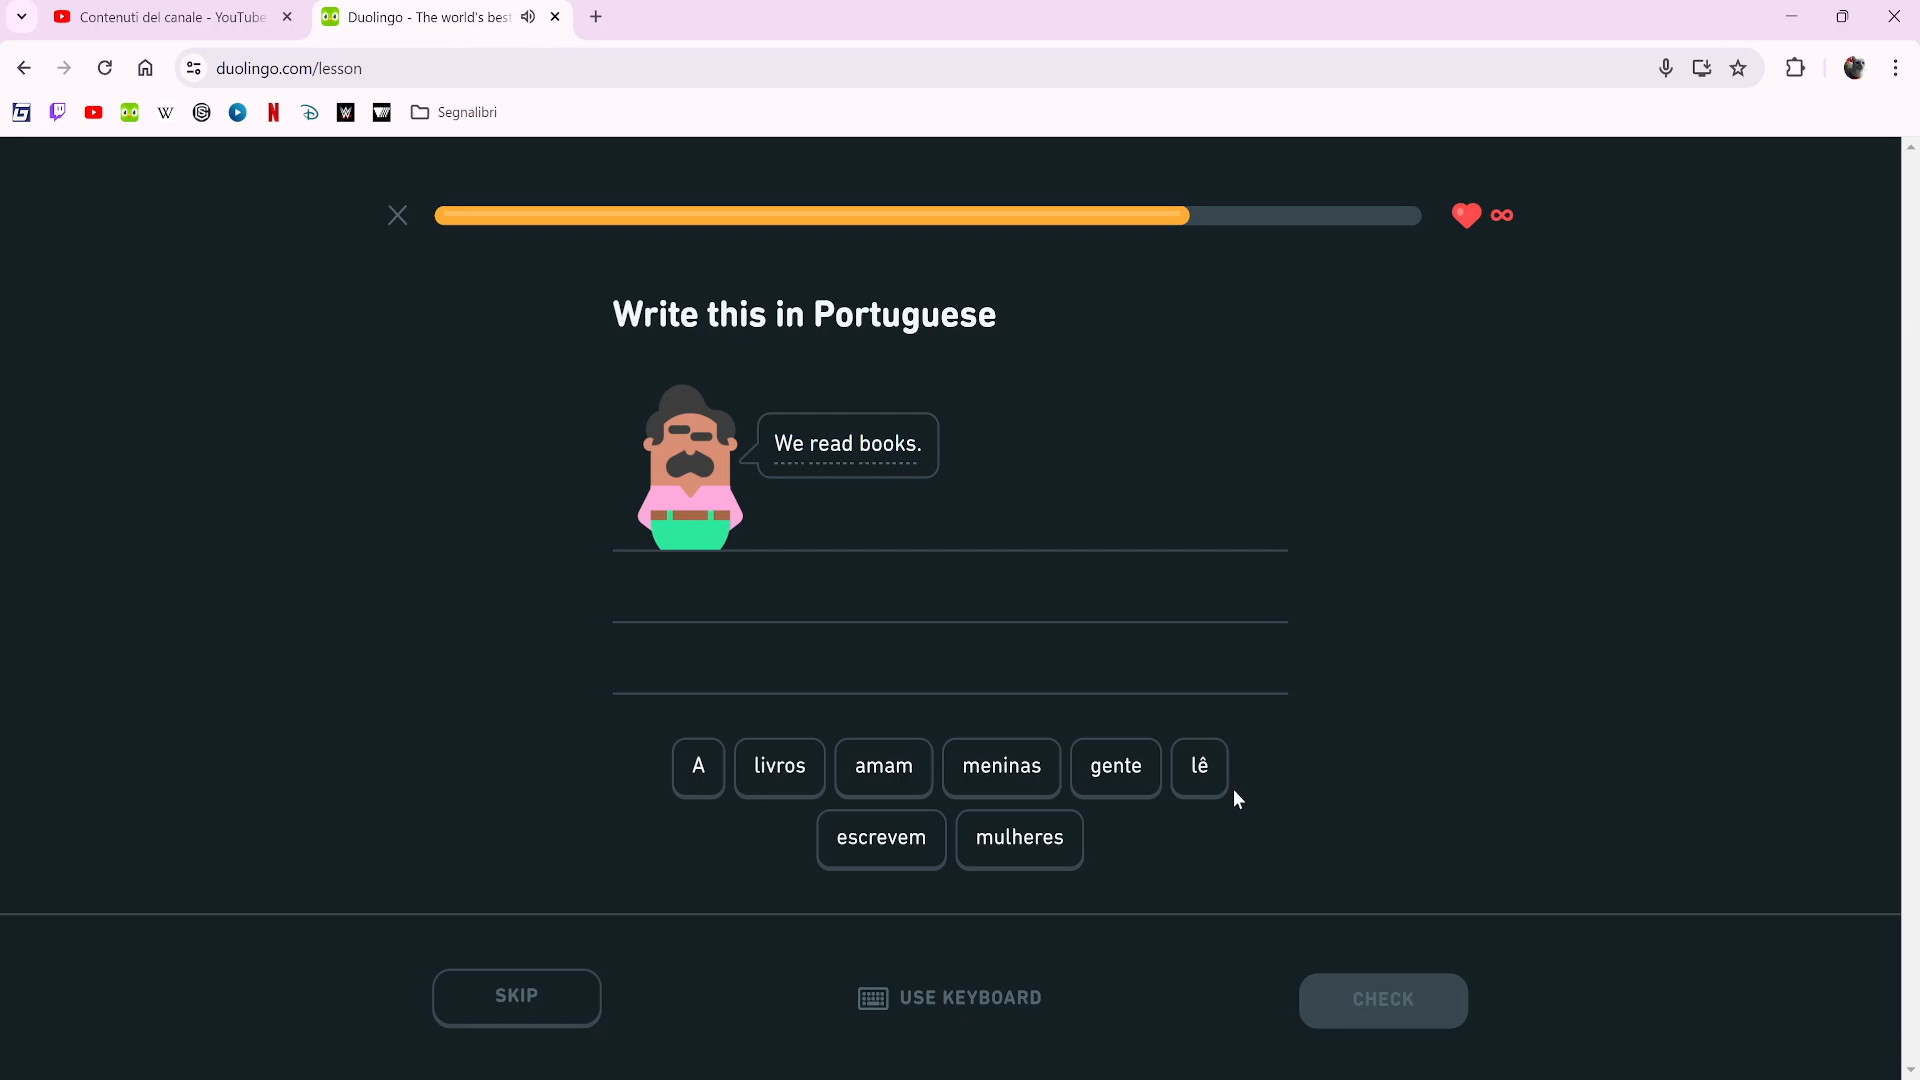 Contenuti del canale - YouTube
Duolingo - The world's best
duolingo.com/lesson
Segnalibri
Write this in Portuguese
We read books.
A livros amam meninas gente lê
escrevem mulheres
SKIP USE KEYBOARD CHECK